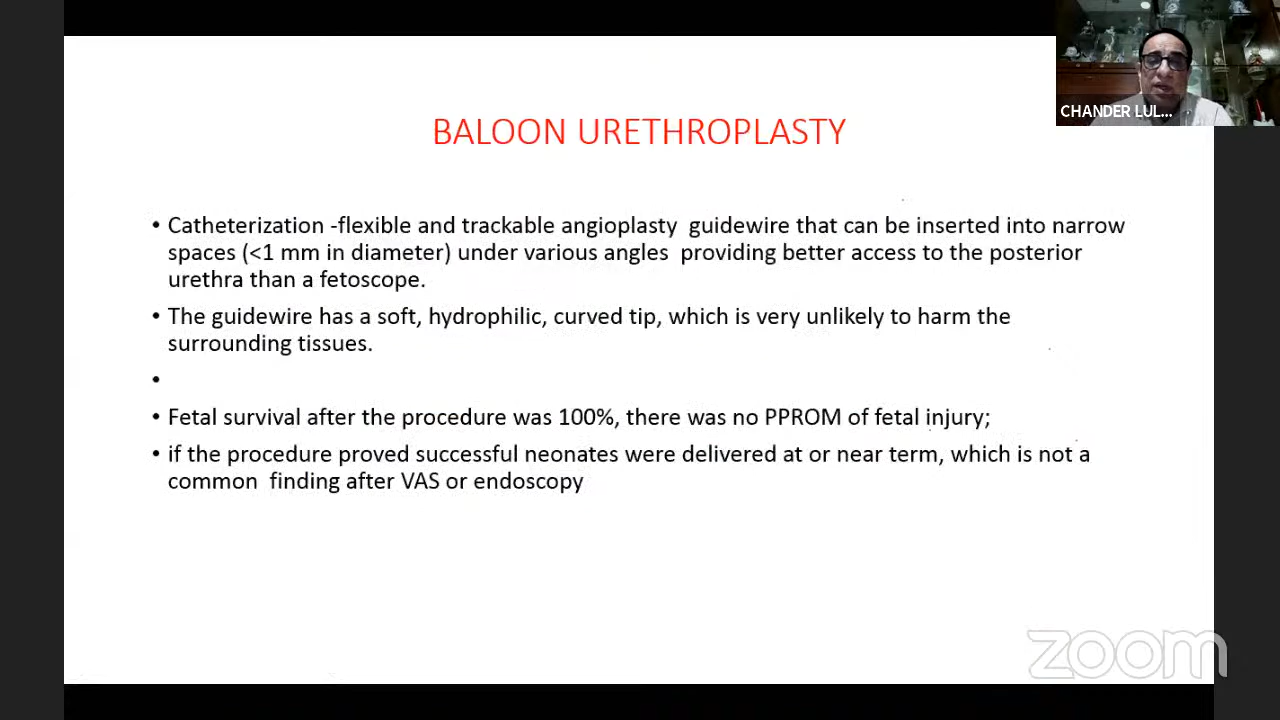 CHANDER LUL...
BALOON URETHROPLASTY
• Catheterization -flexible and trackable angioplasty guidewire that can be inserted into narrow
spaces (<1 mm in diameter) under various angles providing better access to the posterior
urethra than a fetoscope.
• The guidewire has a soft, hydrophilic, curved tip, which is very unlikely to harm the
surrounding tissues.
•
• Fetal survival after the procedure was 100%, there was no PPROM of fetal injury;
• if the procedure proved successful neonates were delivered at or near term, which is not a
common finding after VAS or endoscopy
zoom